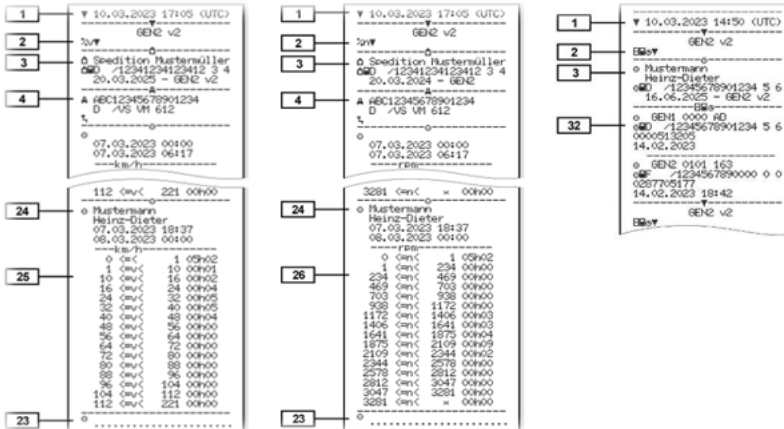 1
▼ 10.03.2023 17:05 (UTC)
GEN2 v2
2
%v▼
3
Spedition Mustermüller
D /12341234123412 3 4
20.03.2025 - GEN2 v2
4
A ABC12345678901234
D /VS VM 612
07.03.2023 00:00
07.03.2023 06:17
---km/h---
112 <=v< 221 00h00
24
o Mustermann
Heinz-Dieter
07.03.2023 18:37
08.03.2023 00:00
25
---km/h---
0 <=< 1 05h02
1 <=v< 10 00h01
10 <=v< 16 00h02
16 <=v< 24 00h04
24 <=v< 32 00h05
32 <=v< 40 00h05
40 <=v< 48 00h04
48 <=v< 56 00h00
56 <=v< 64 00h00
64 <=v< 72 00h00
72 <=v< 80 00h00
80 <=v< 88 00h00
88 <=v< 96 00h00
96 <=v< 104 00h00
104 <=v< 112 00h00
112 <=v< 221 00h00
23
1
▼ 10.03.2023 17:05 (UTC)
GEN2 v2
2
%n▼
3
Spedition Mustermüller
D /12341234123412 3 4
20.03.2024 - GEN2
4
A ABC12345678901234
D /VS VM 612
07.03.2023 00:00
07.03.2023 06:17
---rpm---
3281 <=n< × 00h00
24
o Mustermann
Heinz-Dieter
07.03.2023 18:37
08.03.2023 00:00
26
---rpm---
0 <=n< 1 05h02
1 <=n< 234 00h00
234 <=n< 469 00h00
469 <=n< 703 00h00
703 <=n< 938 00h00
938 <=n< 1172 00h00
1172 <=n< 1406 00h03
1406 <=n< 1641 00h03
1641 <=n< 1875 00h04
1875 <=n< 2109 00h09
2109 <=n< 2344 00h02
2344 <=n< 2578 00h00
2578 <=n< 2812 00h00
2812 <=n< 3047 00h00
3047 <=n< 3281 00h00
3281 <=n< × 00h00
23
1
▼ 10.03.2023 14:50 (UTC)
GEN2 v2
2
3
o Mustermann
Heinz-Dieter
D /12345678901234 5 6
16.06.2025 - GEN2 v2
32
o GEN1 0000 AD
D /12345678901234 5 6
0000513205
14.02.2023
o GEN2 0101 163
F /1234567890000 0 0
0287705177
14.02.2023 18:42
GEN2 v2